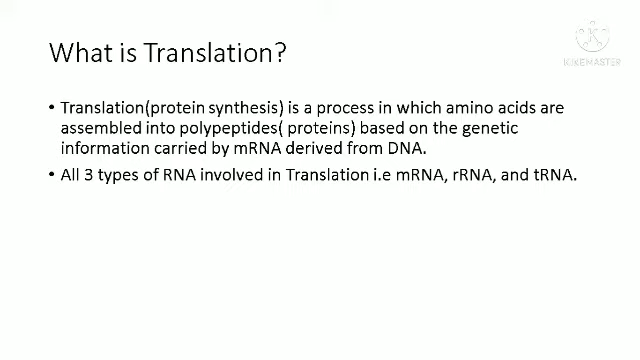 What is Translation?
K
KIKEMASTER
• Translation(protein synthesis) is a process in which amino acids are
assembled into polypeptides( proteins) based on the genetic
information carried by mRNA derived from DNA.
• All 3 types of RNA involved in Translation i.e mRNA, rRNA, and tRNA.